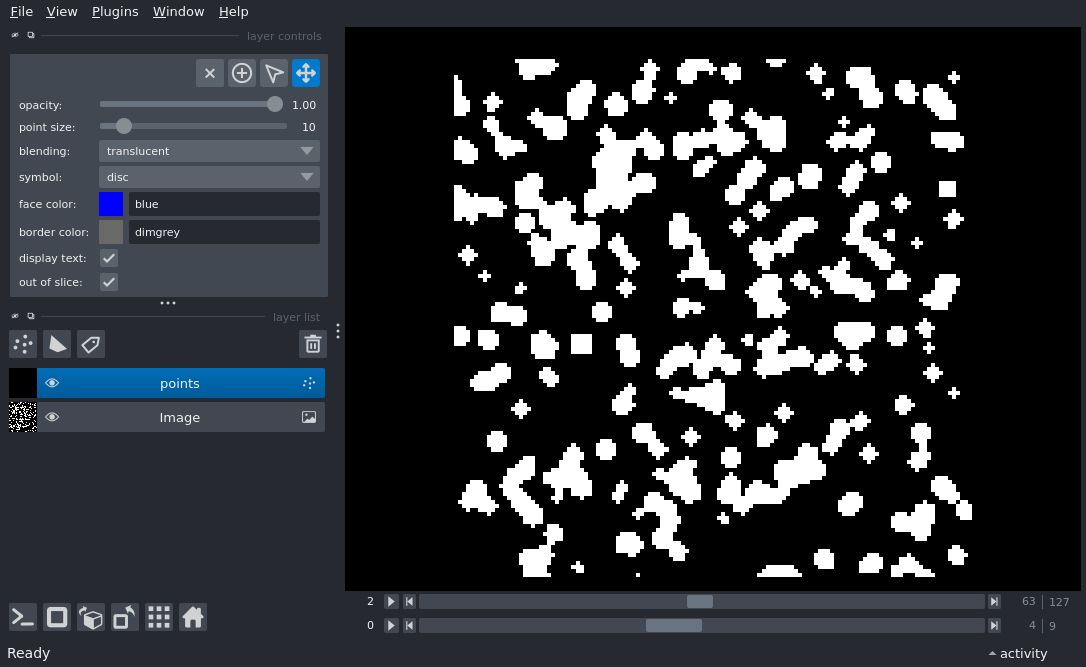 File View Plugins Window Help
layer controls
opacity: 1.00
point size: 10
blending: translucent
symbol: disc
face color: blue
border color: dimgrey
display text:
out of slice:
layer list
points
Image
2 63 | 127
0 4 | 9
Ready activity